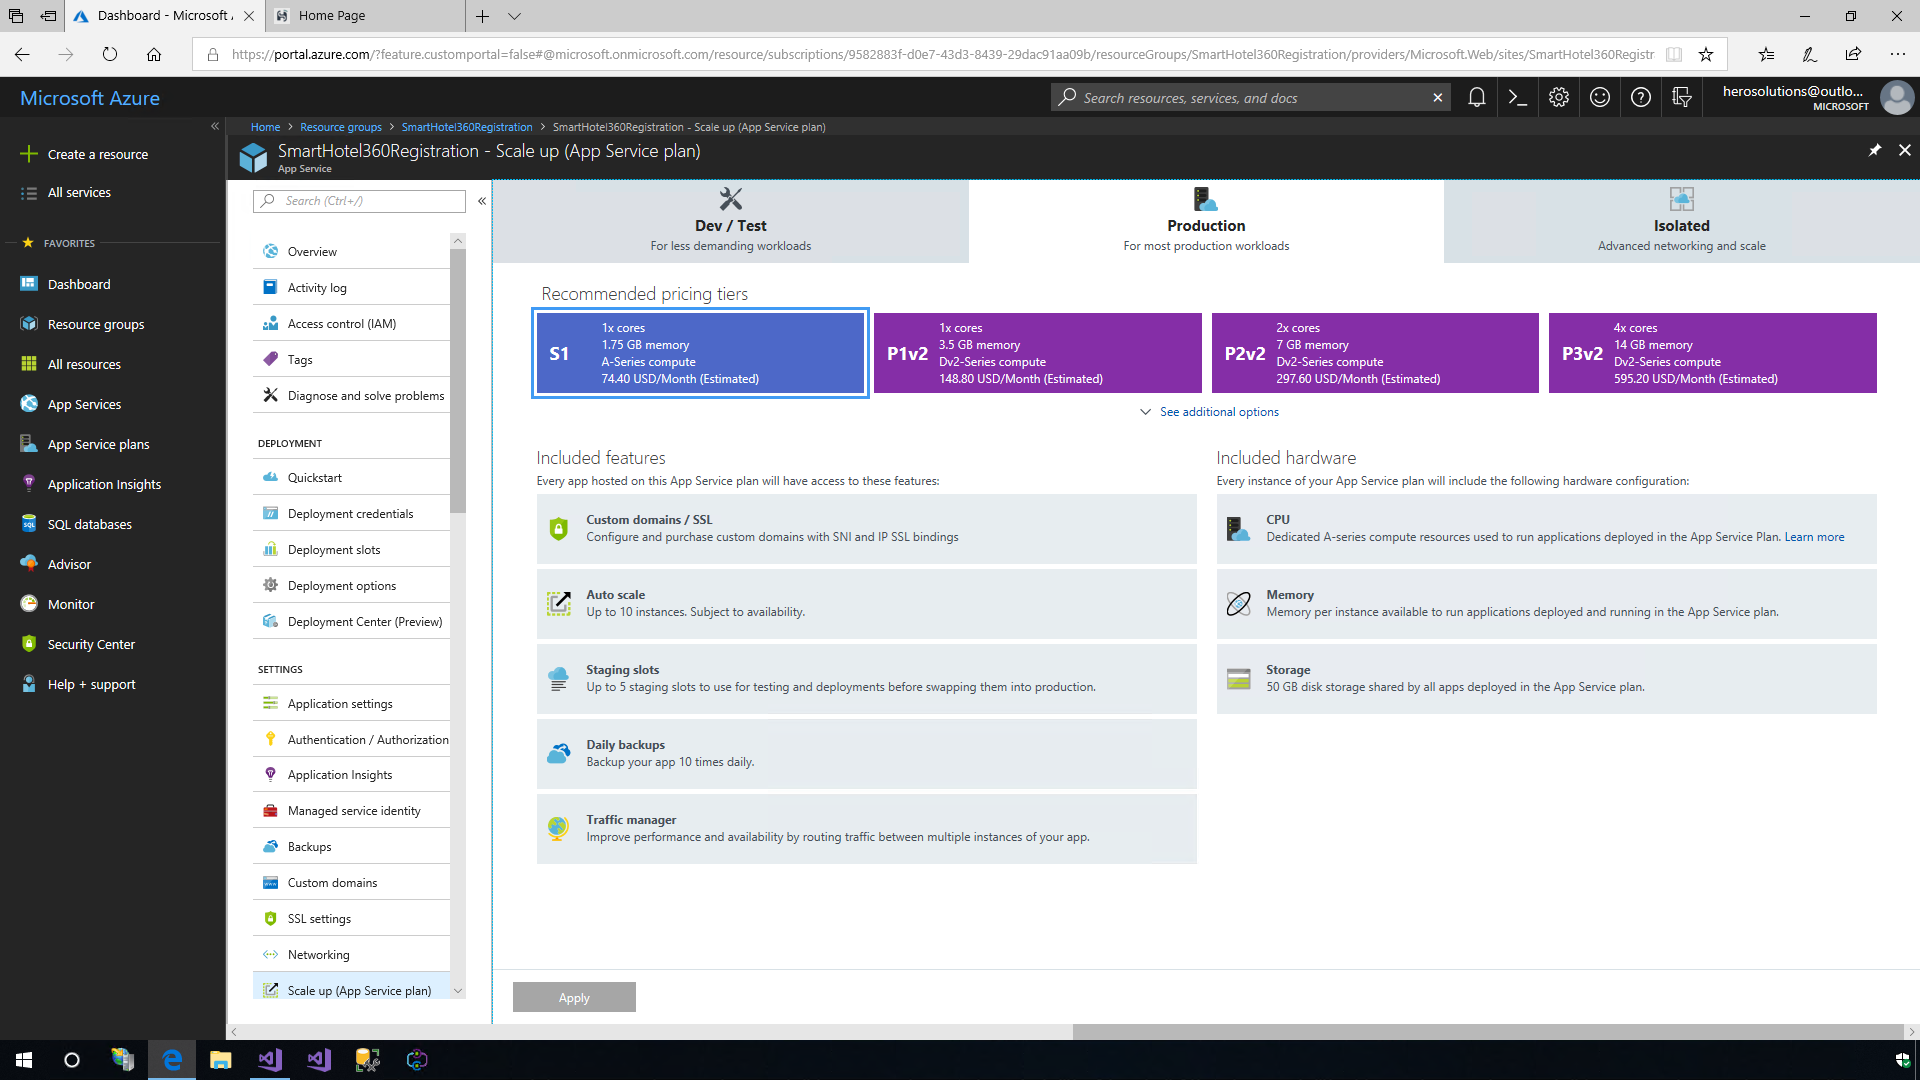 Dashboard - Microsoft A
Home Page
https://portal.azure.com/?feature.customportal=false#@microsoft.onmicrosoft.com/resource/subscriptions/9582883f-d0e7-43d3-8439-29dac91aa09b/resourceGroups/SmartHotel360Registration/providers/Microsoft.Web/sites/SmartHotel360Registr
Microsoft Azure
Search resources, services, and docs
herosolutions@outlo...
MICROSOFT
Home > Resource groups > SmartHotel360Registration > SmartHotel360Registration - Scale up (App Service plan)
SmartHotel360Registration - Scale up (App Service plan)
App Service
Create a resource
All services
FAVORITES
Dashboard
Resource groups
All resources
App Services
App Service plans
Application Insights
SQL databases
Advisor
Monitor
Security Center
Help + support
Search (Ctrl+/)
Overview
Activity log
Access control (IAM)
Tags
Diagnose and solve problems
DEPLOYMENT
Quickstart
Deployment credentials
Deployment slots
Deployment options
Deployment Center (Preview)
SETTINGS
Application settings
Authentication / Authorization
Application Insights
Managed service identity
Backups
Custom domains
SSL settings
Networking
Scale up (App Service plan)
Dev / Test
For less demanding workloads
Production
For most production workloads
Isolated
Advanced networking and scale
Recommended pricing tiers
S1
1x cores
1.75 GB memory
A-Series compute
74.40 USD/Month (Estimated)
P1v2
1x cores
3.5 GB memory
Dv2-Series compute
148.80 USD/Month (Estimated)
P2v2
2x cores
7 GB memory
Dv2-Series compute
297.60 USD/Month (Estimated)
P3v2
4x cores
14 GB memory
Dv2-Series compute
595.20 USD/Month (Estimated)
See additional options
Included features
Every app hosted on this App Service plan will have access to these features:
Custom domains / SSL
Configure and purchase custom domains with SNI and IP SSL bindings
Auto scale
Up to 10 instances. Subject to availability.
Staging slots
Up to 5 staging slots to use for testing and deployments before swapping them into production.
Daily backups
Backup your app 10 times daily.
Traffic manager
Improve performance and availability by routing traffic between multiple instances of your app.
Included hardware
Every instance of your App Service plan will include the following hardware configuration:
CPU
Dedicated A-series compute resources used to run applications deployed in the App Service Plan. Learn more
Memory
Memory per instance available to run applications deployed and running in the App Service plan.
Storage
50 GB disk storage shared by all apps deployed in the App Service plan.
Apply